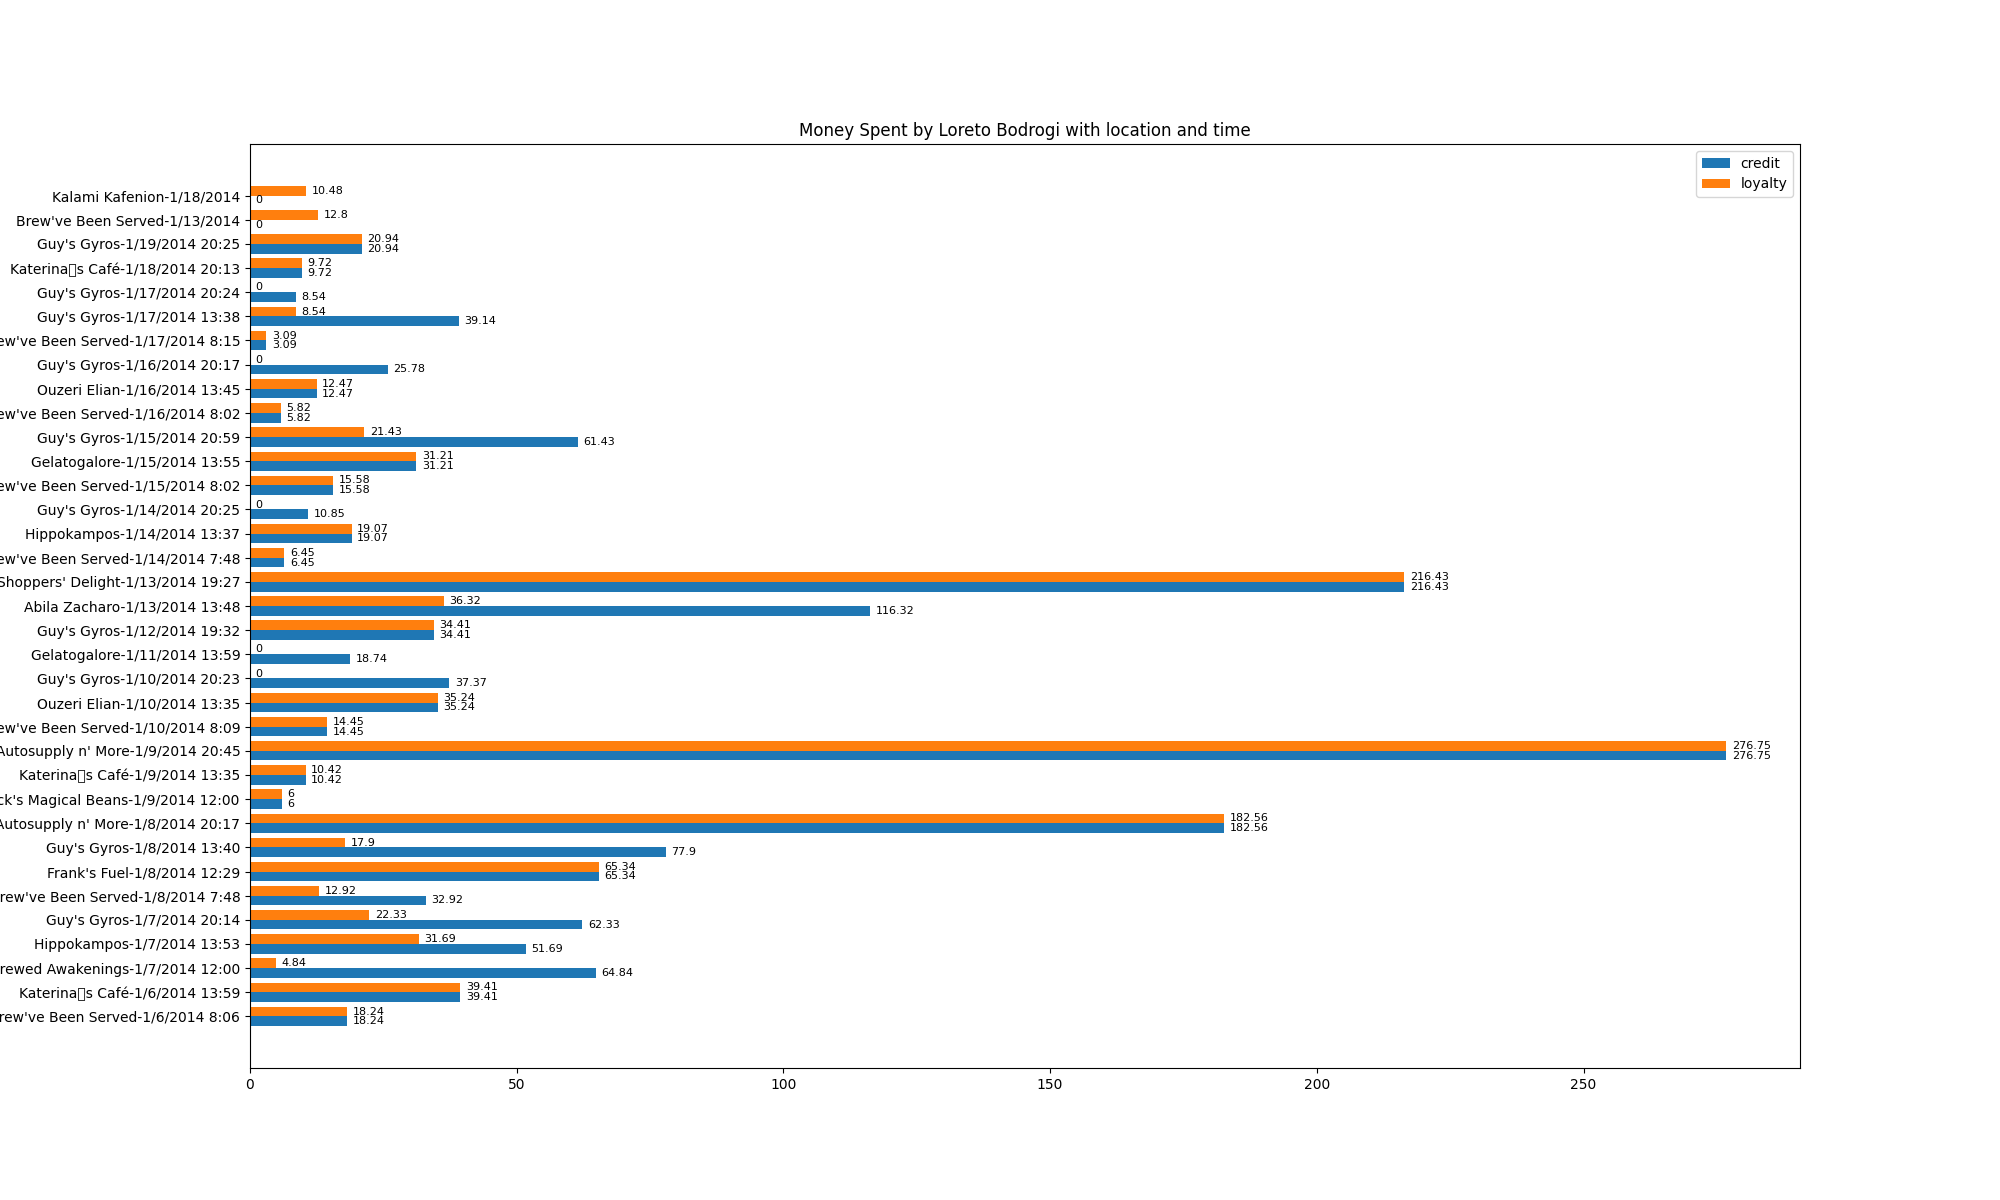 Money Spent by Loreto Bodrogi with location and time
credit
loyalty
Kalami Kafenion-1/18/2014 10.48 0
Brew've Been Served-1/13/2014 12.8 0
Guy's Gyros-1/19/2014 20:25 20.94 20.94
Katerina▯s Café-1/18/2014 20:13 9.72 9.72
Guy's Gyros-1/17/2014 20:24 0 8.54
Guy's Gyros-1/17/2014 13:38 8.54 39.14
ew've Been Served-1/17/2014 8:15 3.09 3.09
Guy's Gyros-1/16/2014 20:17 0 25.78
Ouzeri Elian-1/16/2014 13:45 12.47 12.47
ew've Been Served-1/16/2014 8:02 5.82 5.82
Guy's Gyros-1/15/2014 20:59 21.43 61.43
Gelatogalore-1/15/2014 13:55 31.21 31.21
ew've Been Served-1/15/2014 8:02 15.58 15.58
Guy's Gyros-1/14/2014 20:25 0 10.85
Hippokampos-1/14/2014 13:37 19.07 19.07
ew've Been Served-1/14/2014 7:48 6.45 6.45
Shoppers' Delight-1/13/2014 19:27 216.43 216.43
Abila Zacharo-1/13/2014 13:48 36.32 116.32
Guy's Gyros-1/12/2014 19:32 34.41 34.41
Gelatogalore-1/11/2014 13:59 0 18.74
Guy's Gyros-1/10/2014 20:23 0 37.37
Ouzeri Elian-1/10/2014 13:35 35.24 35.24
ew've Been Served-1/10/2014 8:09 14.45 14.45
Autosupply n' More-1/9/2014 20:45 276.75 276.75
Katerina▯s Café-1/9/2014 13:35 10.42 10.42
ck's Magical Beans-1/9/2014 12:00 6 6
Autosupply n' More-1/8/2014 20:17 182.56 182.56
Guy's Gyros-1/8/2014 13:40 17.9 77.9
Frank's Fuel-1/8/2014 12:29 65.34 65.34
rew've Been Served-1/8/2014 7:48 12.92 32.92
Guy's Gyros-1/7/2014 20:14 22.33 62.33
Hippokampos-1/7/2014 13:53 31.69 51.69
rewed Awakenings-1/7/2014 12:00 4.84 64.84
Katerina▯s Café-1/6/2014 13:59 39.41 39.41
rew've Been Served-1/6/2014 8:06 18.24 18.24
0 50 100 150 200 250